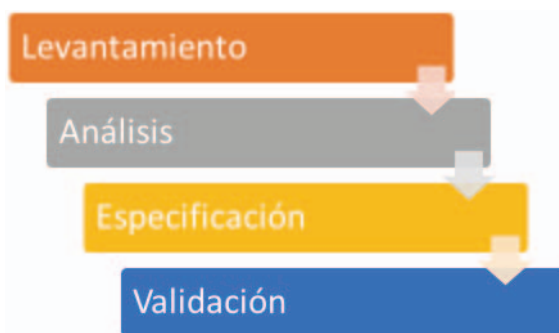 Levantamiento
Análisis
Especificación
Validación